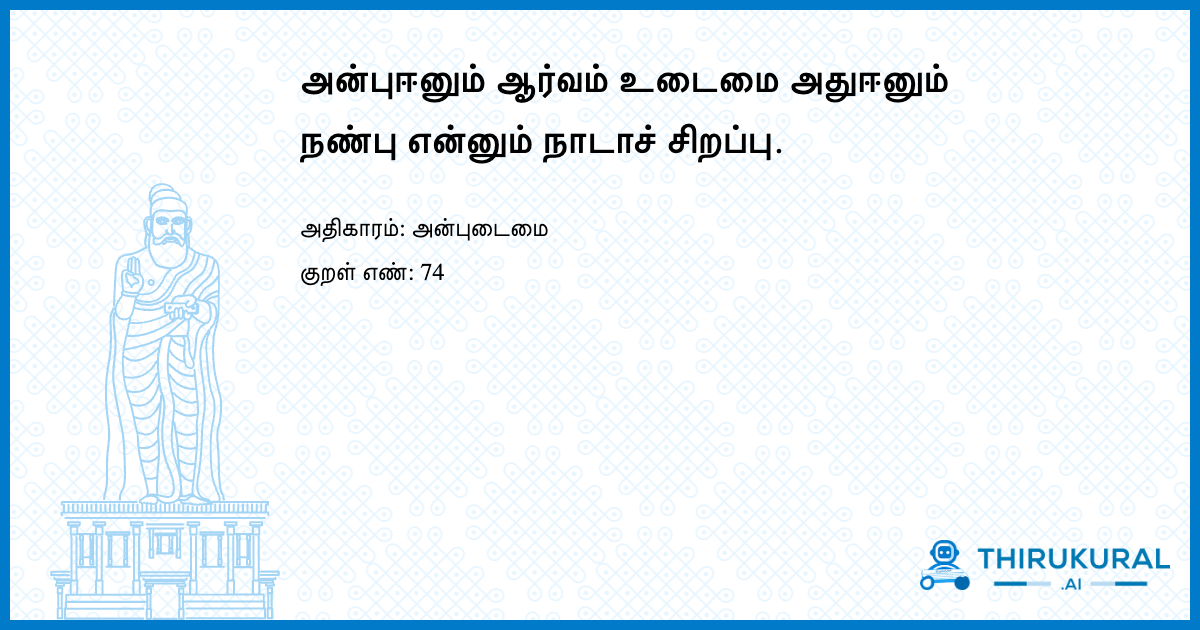 அன்புஈனும் ஆர்வம் உடைமை அதுஈனும்
நண்பு என்னும் நாடாச் சிறப்பு.
அதிகாரம்: அன்புடைமை
குறள் எண்: 74
THIRUKURAL
.AI